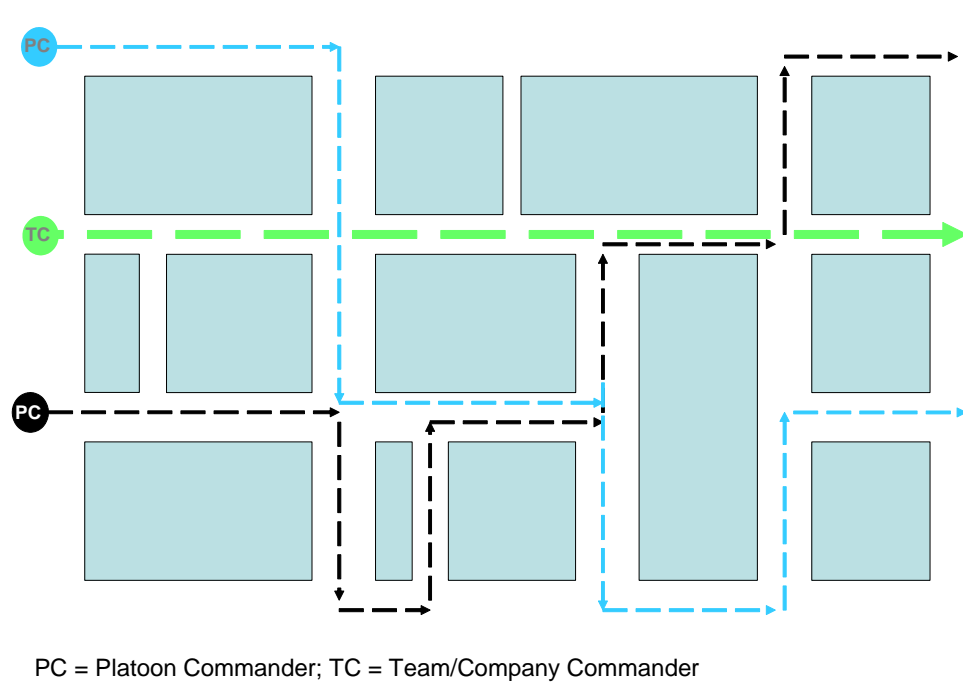 PC
TC
PC
PC = Platoon Commander; TC = Team/Company Commander